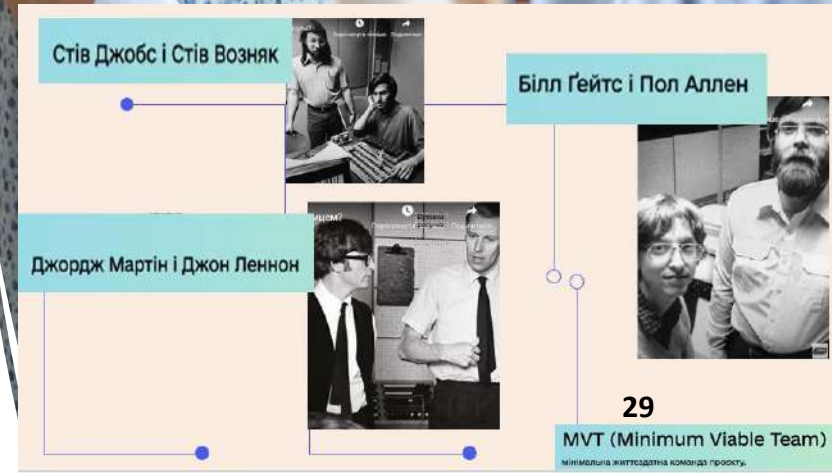 Стів Джобс і Стів Возняк
Білл Ґейтс і Пол Аллен
Джордж Мартін і Джон Леннон
29
MVT (Minimum Viable Team)
мінімальна життєздатна команда проєкту.